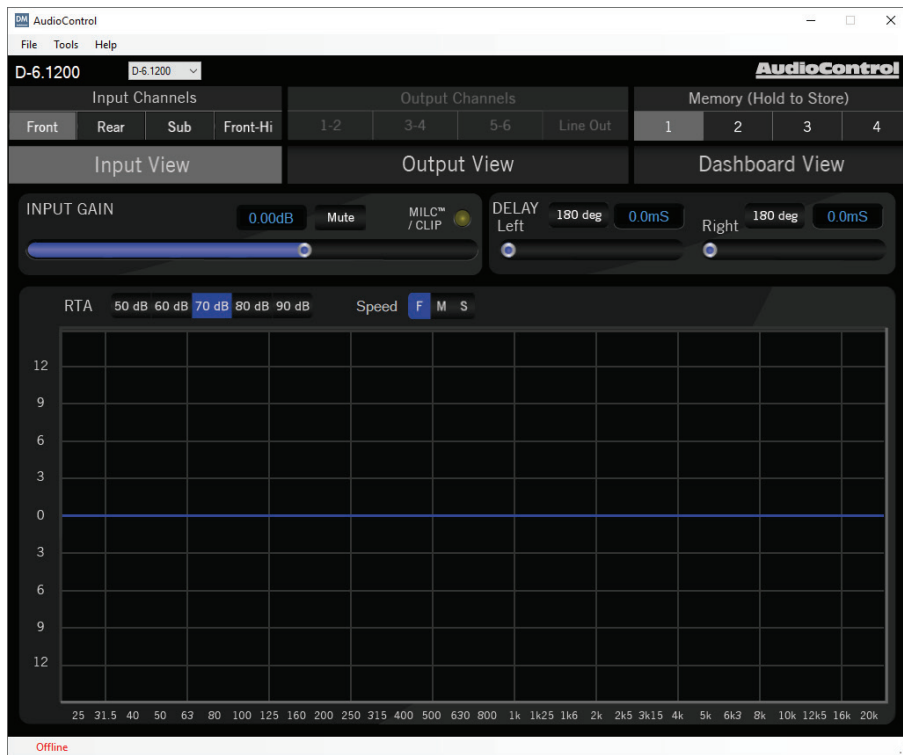 DM AudioControl
File Tools Help
D-6.1200 D-6.1200 AudioControl
Input Channels Output Channels Memory (Hold to Store)
Front Rear Sub Front-Hi 1-2 3-4 5-6 Line Out 1 2 3 4
Input View Output View Dashboard View
INPUT GAIN 0.00dB Mute MILC™ / CLIP
DELAY
Left 180 deg 0.0mS Right 180 deg 0.0mS
RTA 50 dB 60 dB 70 dB 80 dB 90 dB Speed F M S
12
9
6
3
0
3
6
9
12
25 31.5 40 50 63 80 100 125 160 200 250 315 400 500 630 800 1k 1k25 1k6 2k 2k5 3k15 4k 5k 6k3 8k 10k 12k5 16k 20k
Offline